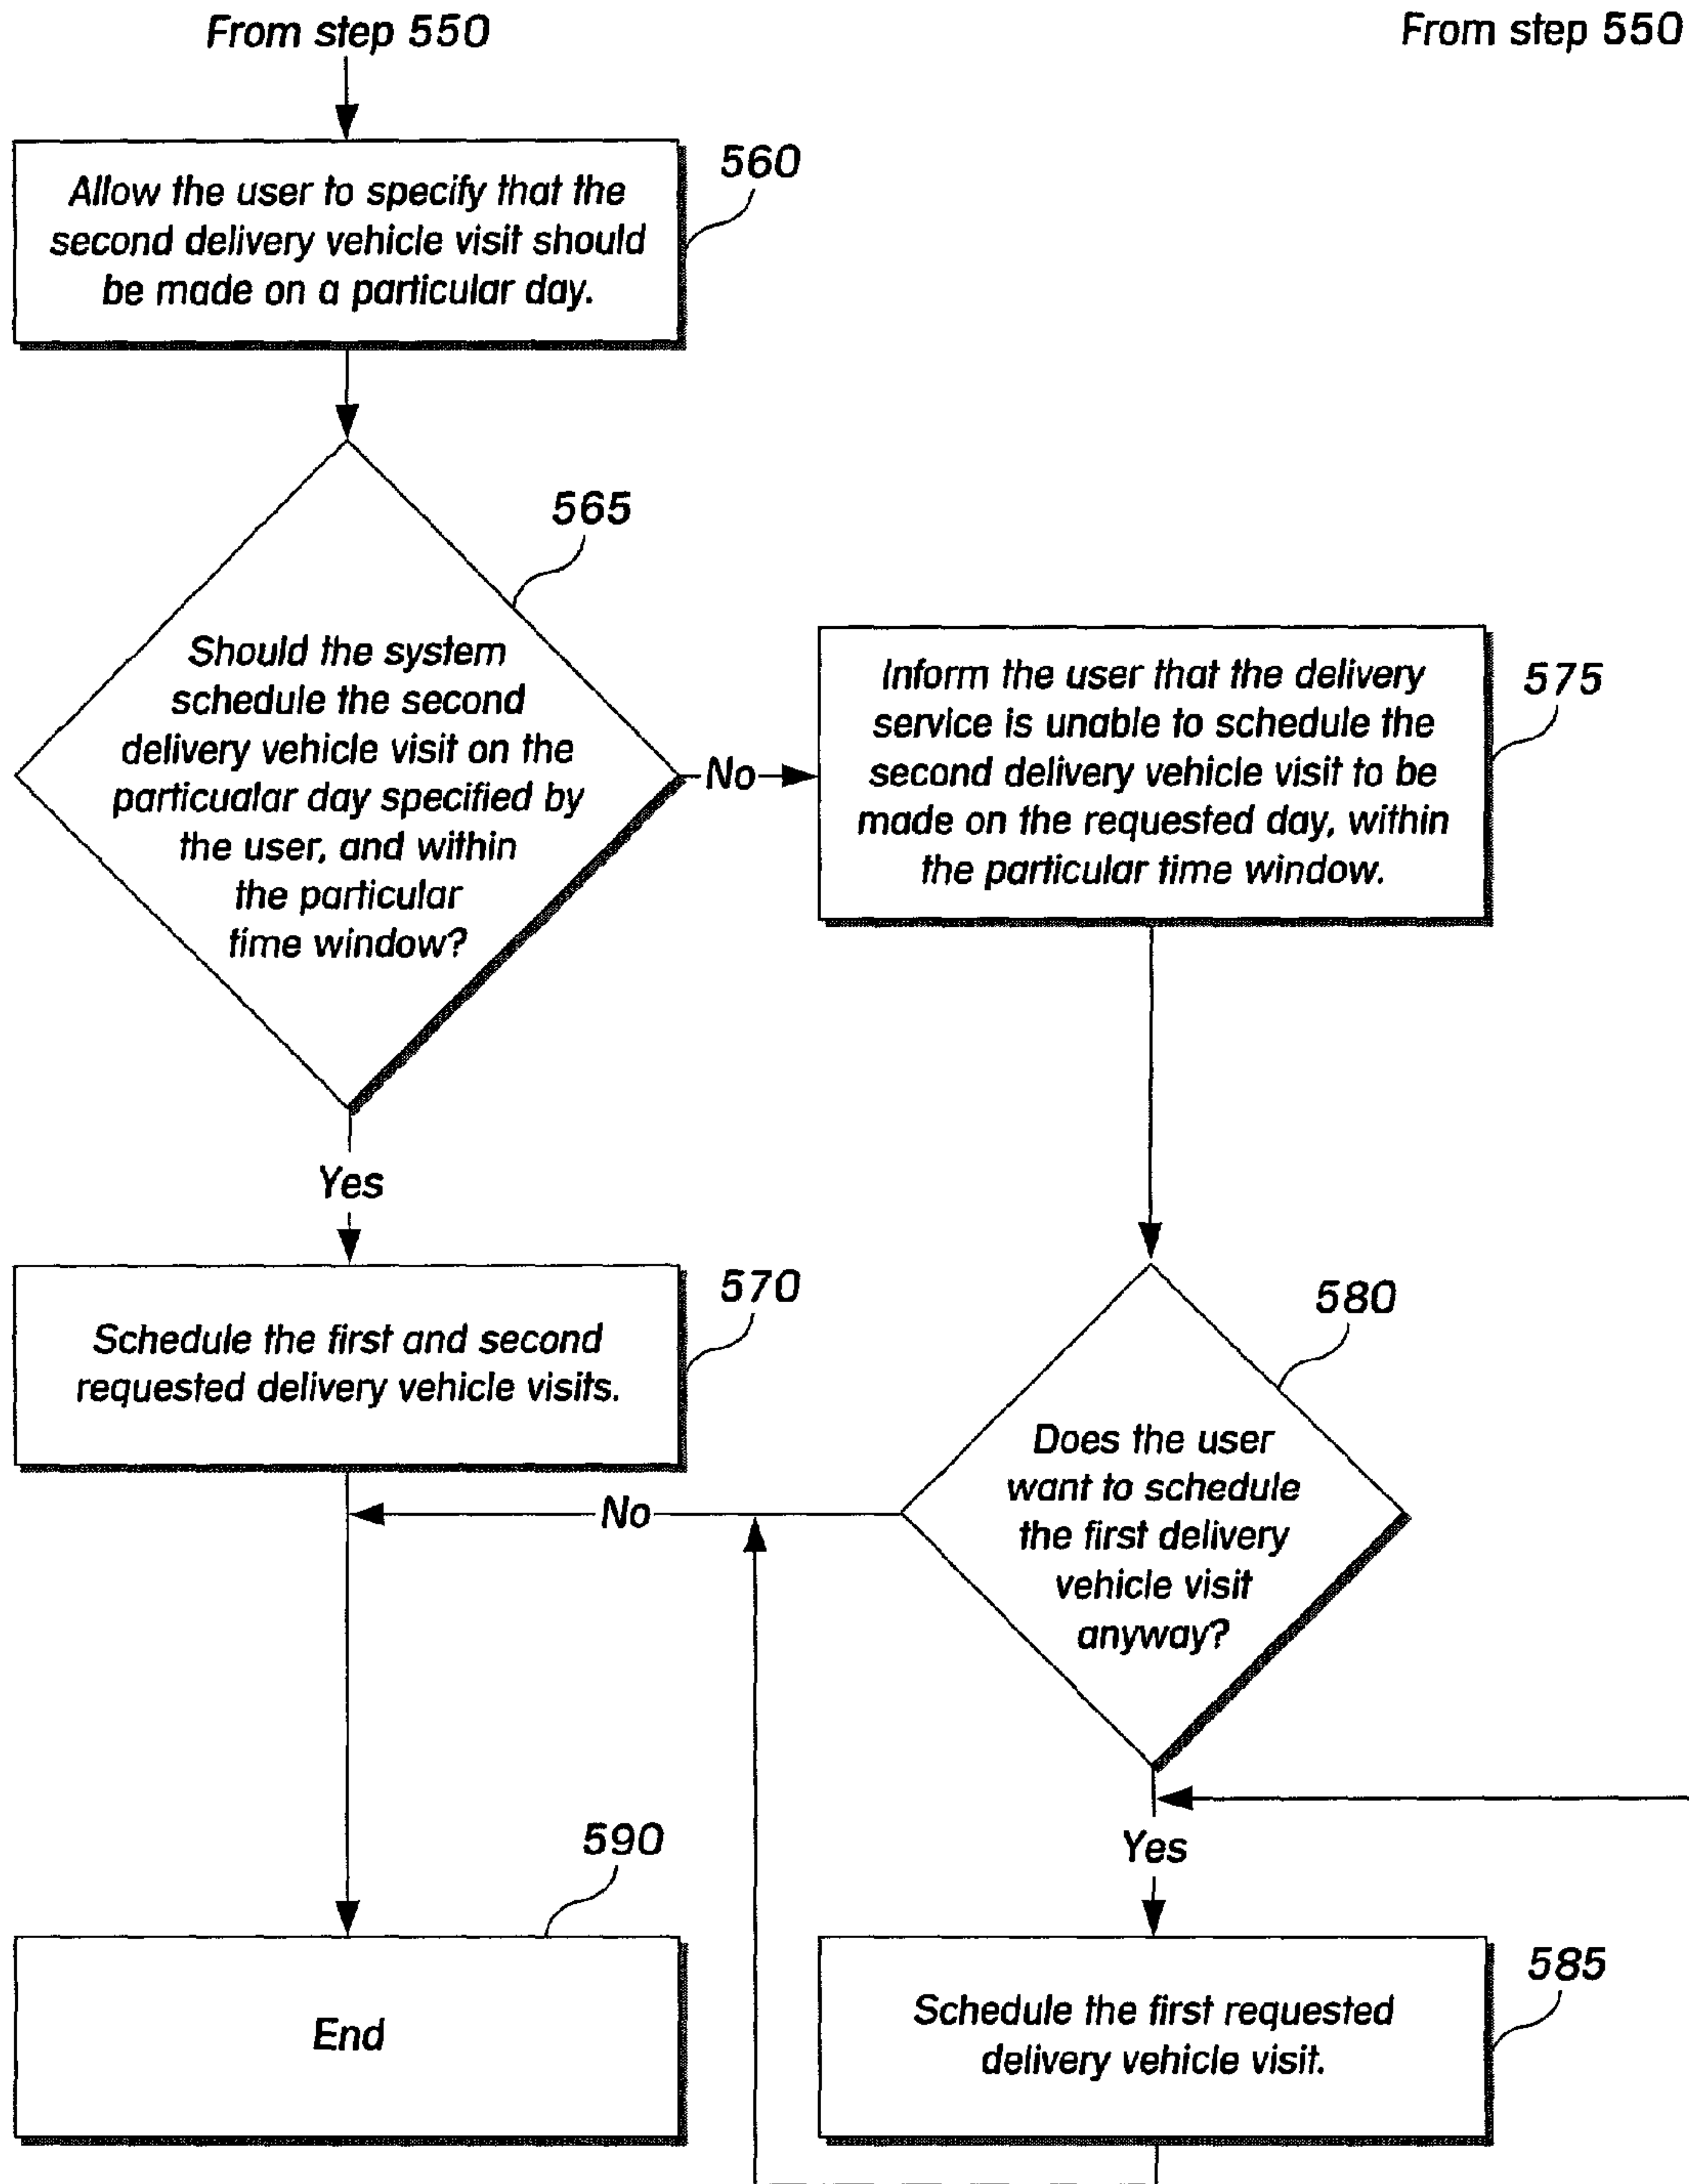 From step 550
From step 550
560
Allow the user to specify that the
second delivery vehicle visit should
be made on a particular day.
565
Should the system
schedule the second
delivery vehicle visit on the
particualar day specified by
the user, and within
the particular
time window?
No
Inform the user that the delivery
service is unable to schedule the
second delivery vehicle visit to be
made on the requested day, within
the particular time window.
575
Yes
570
Schedule the first and second
requested delivery vehicle visits.
580
Does the user
want to schedule
the first delivery
vehicle visit
anyway?
No
Yes
590
End
585
Schedule the first requested
delivery vehicle visit.